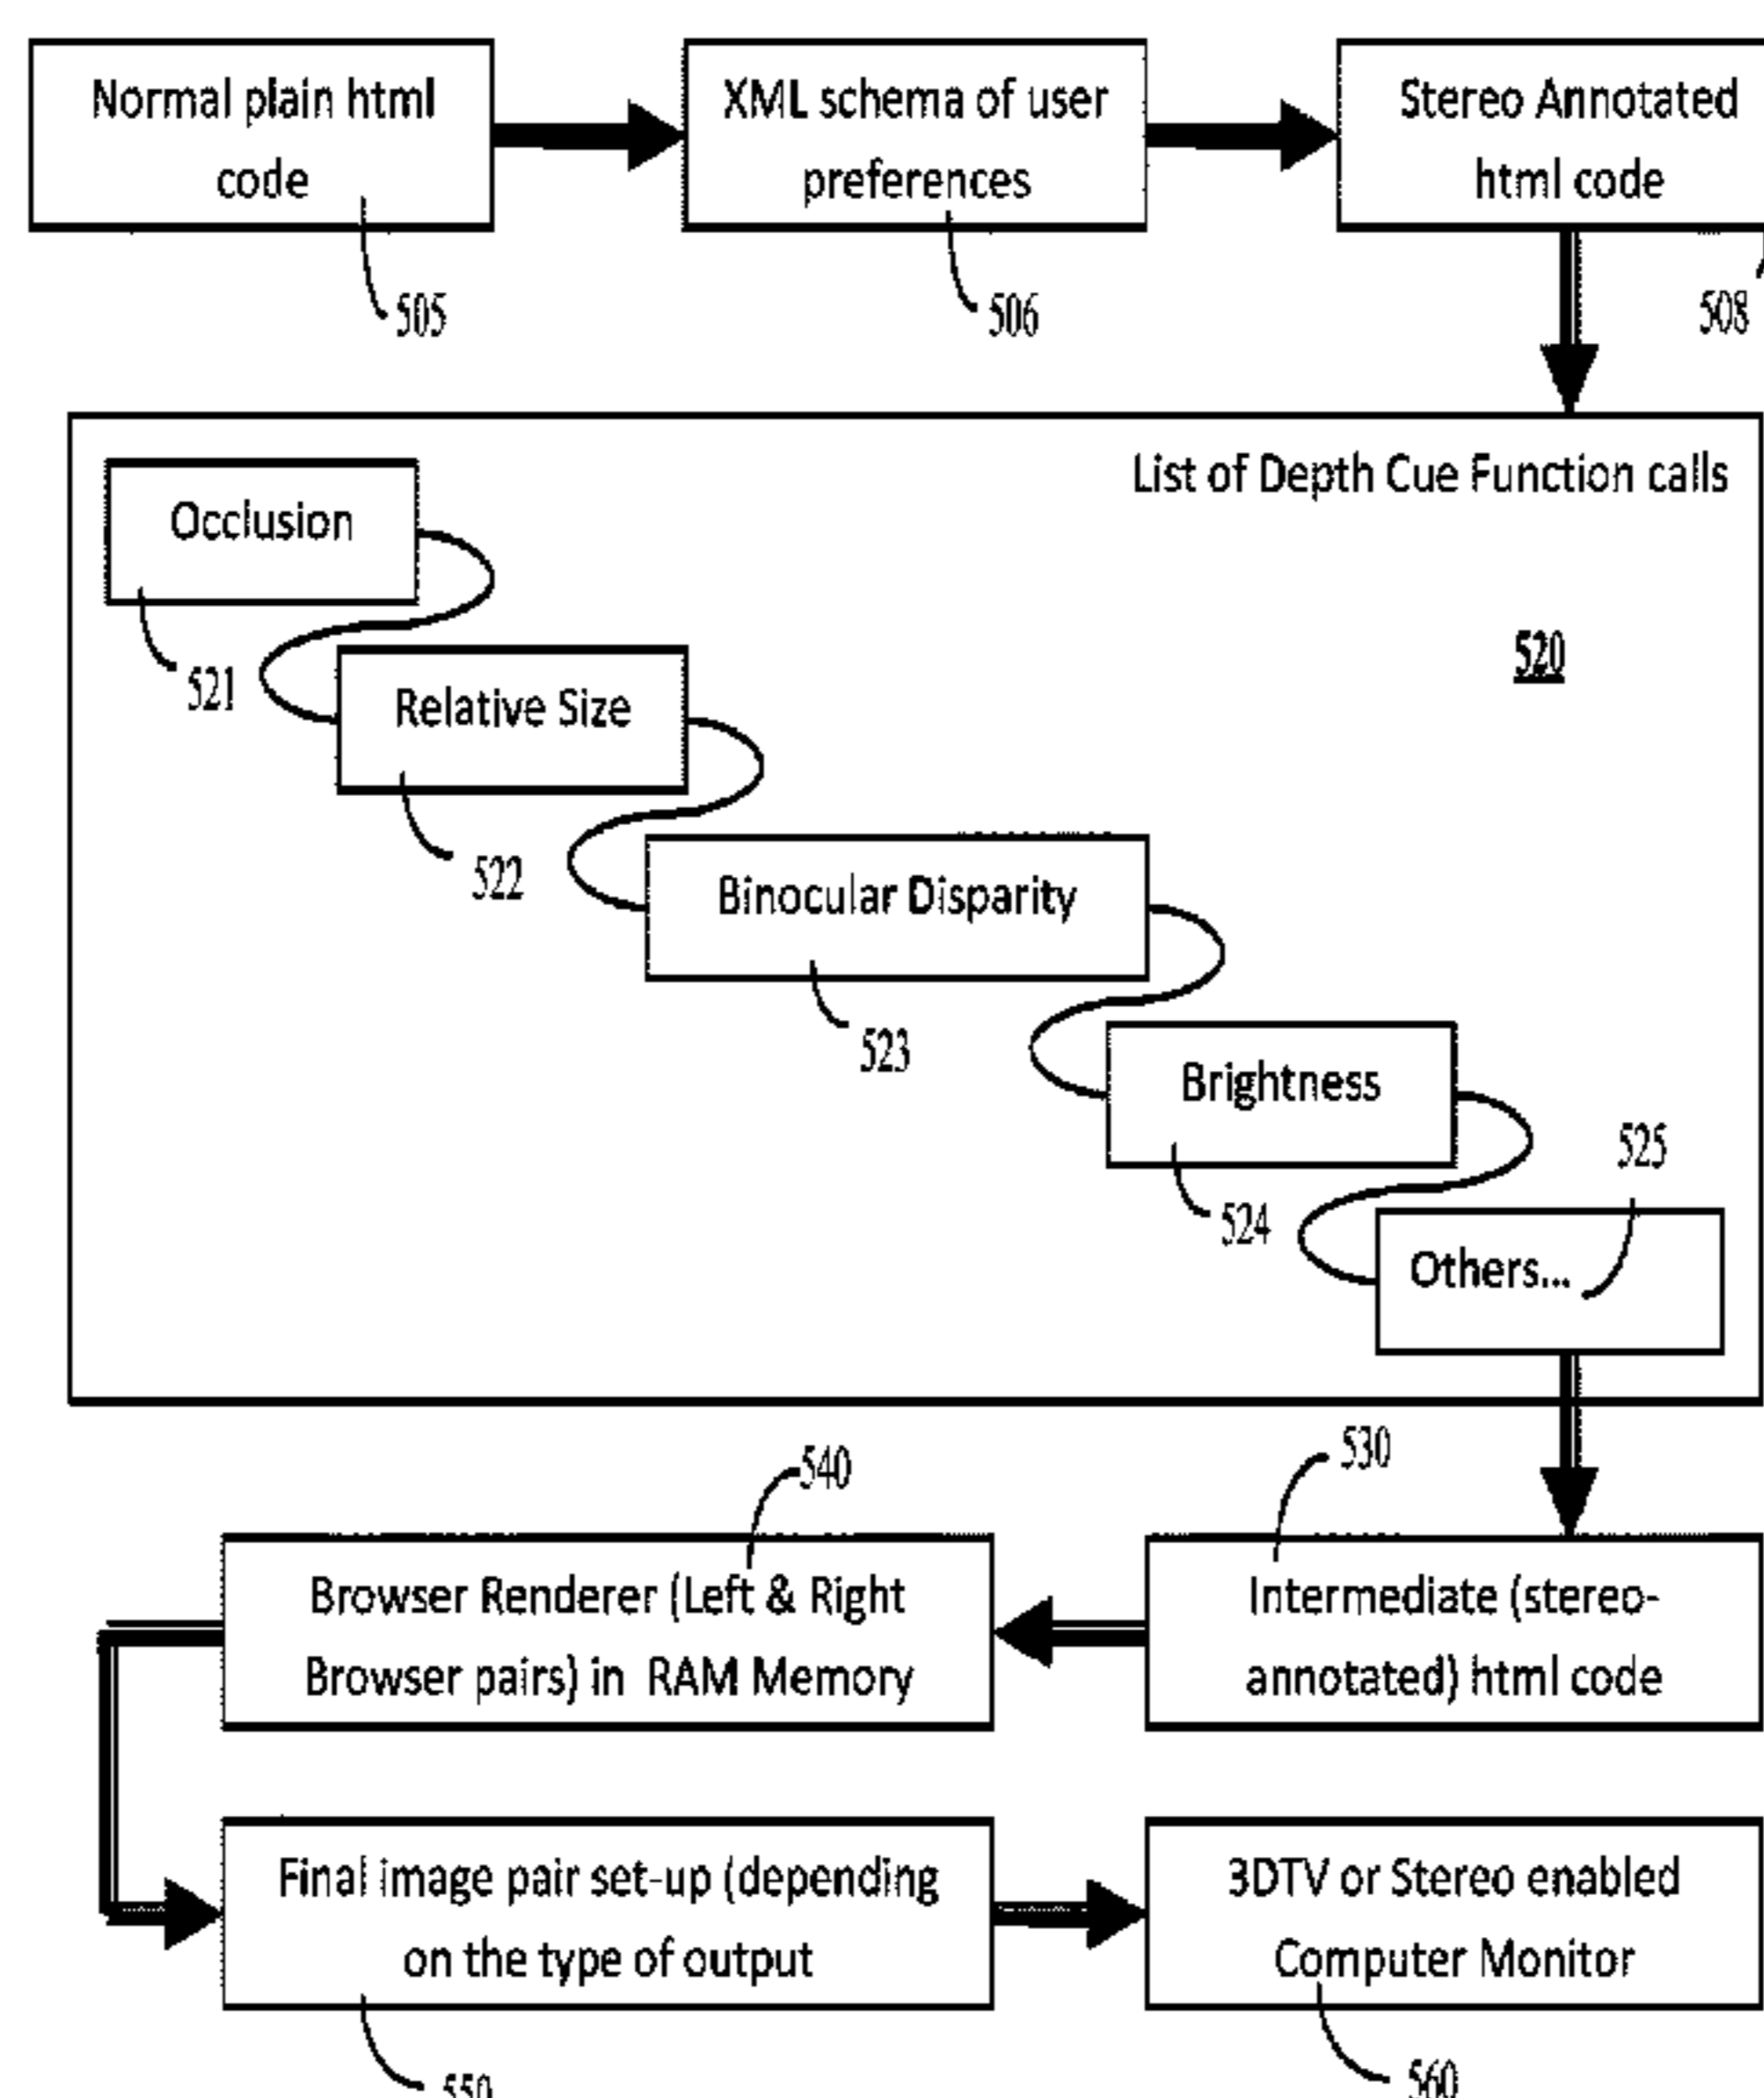 Normal plain html
code
505
XML schema of user
preferences
506
Stereo Annotated
html code
508
List of Depth Cue Function calls
520
Occlusion
521
Relative Size
522
Binocular Disparity
523
Brightness
524
525
Others...
540
530
Browser Renderer (Left & Right
Browser pairs) in RAM Memory
Intermediate (stereo-
annotated) html code
Final image pair set-up (depending
on the type of output
550
3DTV or Stereo enabled
Computer Monitor
560